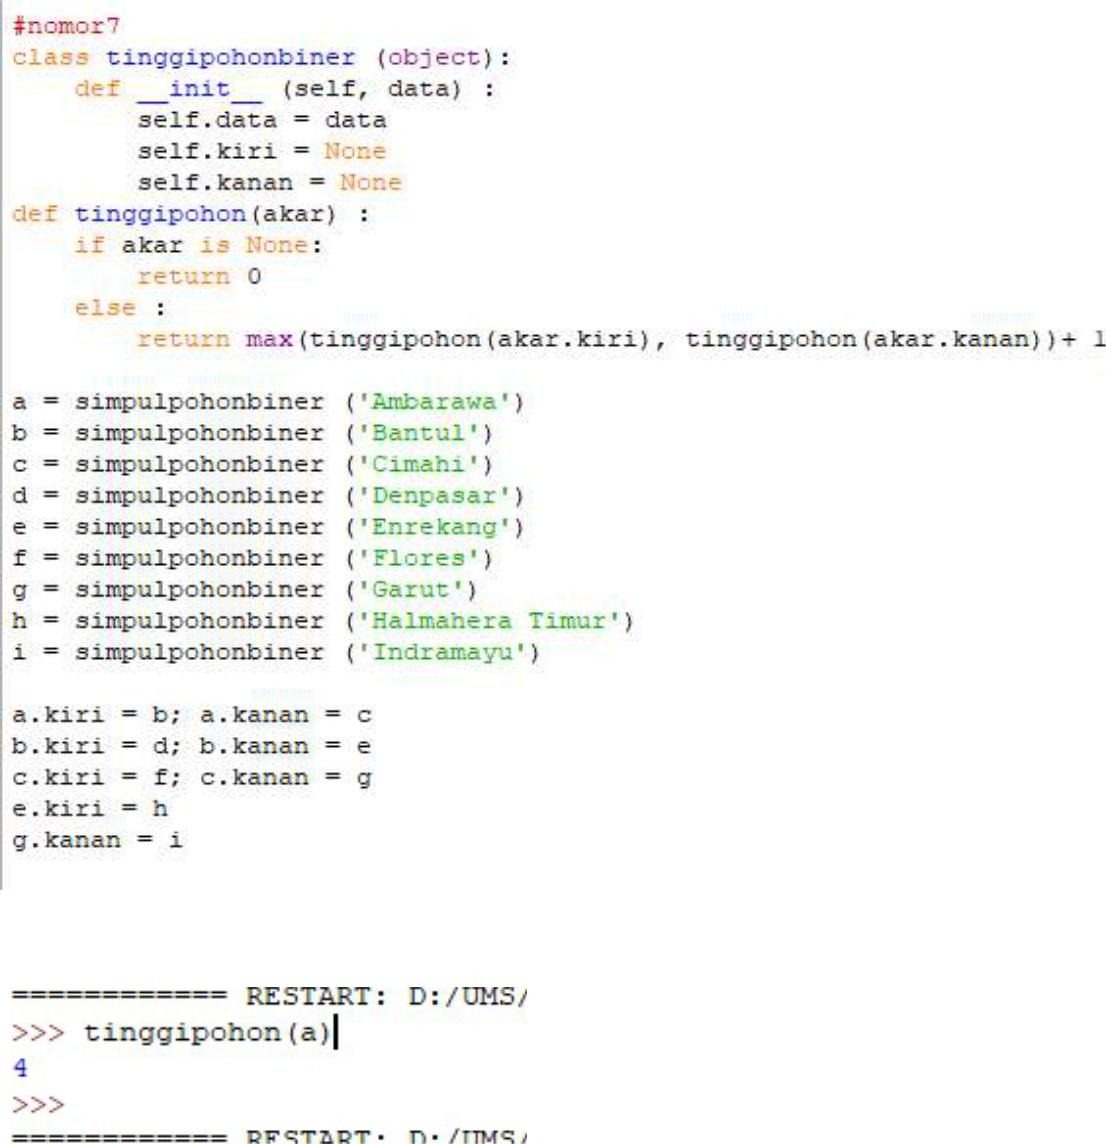 #nomor7
class tinggipohonbiner (object):
    def __init__ (self, data) :
        self.data = data
        self.kiri = None
        self.kanan = None
def tinggipohon(akar) :
    if akar is None:
        return 0
    else :
        return max(tinggipohon(akar.kiri), tinggipohon(akar.kanan))+ 1
a = simpulpohonbiner ('Ambarawa')
b = simpulpohonbiner ('Bantul')
c = simpulpohonbiner ('Cimahi')
d = simpulpohonbiner ('Denpasar')
e = simpulpohonbiner ('Enrekang')
f = simpulpohonbiner ('Flores')
g = simpulpohonbiner ('Garut')
h = simpulpohonbiner ('Halmahera Timur')
i = simpulpohonbiner ('Indramayu')
a.kiri = b; a.kanan = c
b.kiri = d; b.kanan = e
c.kiri = f; c.kanan = g
e.kiri = h
g.kanan = i
============ RESTART: D:/UMS/
>>> tinggipohon(a)
4
>>>
============ RESTART: D:/UMS/